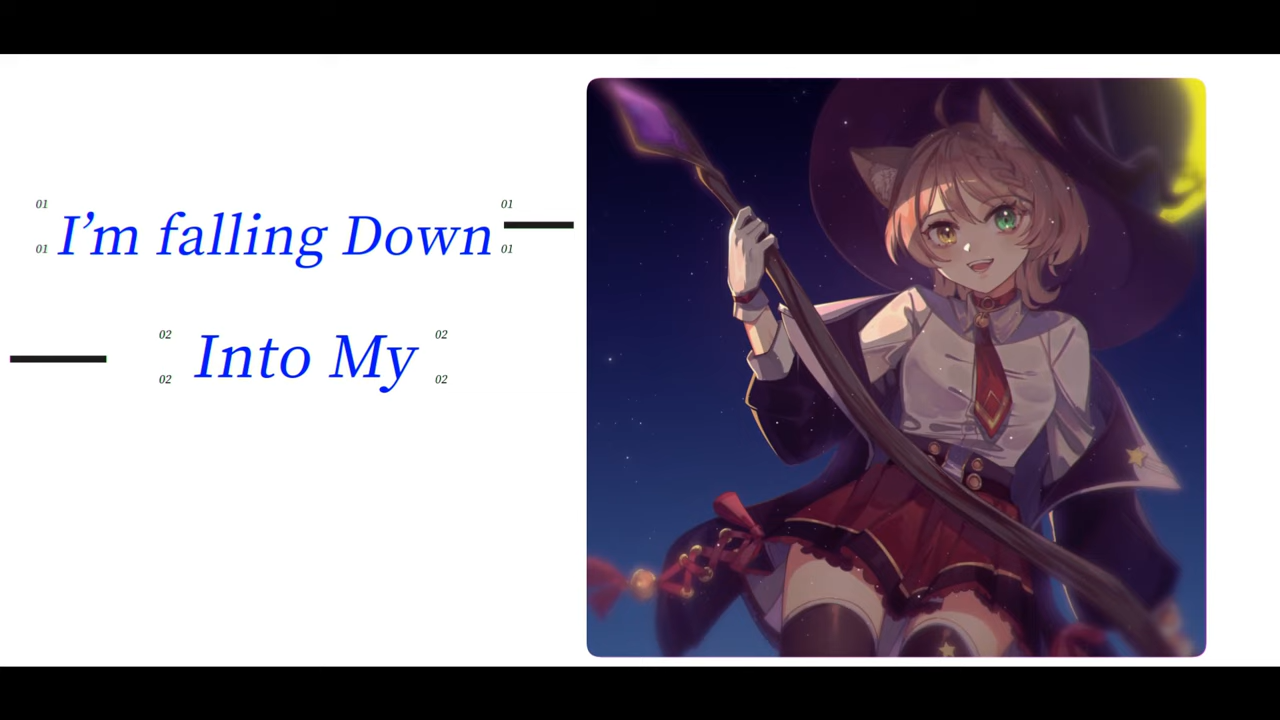 01 01
01 I’m falling Down 01
02 02
Into My
02 02